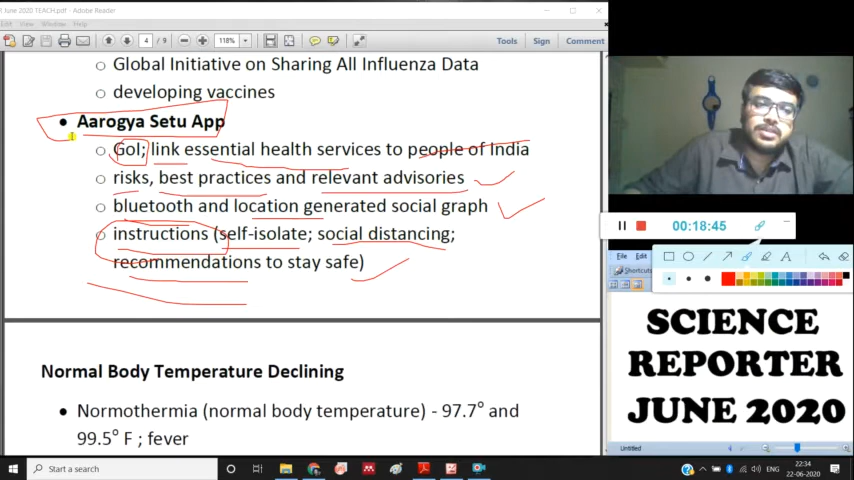 1 June 2020 TEACH.pdf - Adobe Reader
Edit View Window Help
4 / 9 118% Tools Sign Comment
Global Initiative on Sharing All Influenza Data
developing vaccines
Aarogya Setu App
GoI; link essential health services to people of India
risks, best practices and relevant advisories
bluetooth and location generated social graph
instructions (self-isolate; social distancing;
recommendations to stay safe)
Normal Body Temperature Declining
Normothermia (normal body temperature) - 97.7° and
99.5° F ; fever
00:18:45
File Edit
Shortcuts
SCIENCE
REPORTER
JUNE 2020
Untitled
Start a search
ENG
22:34
22-06-2020